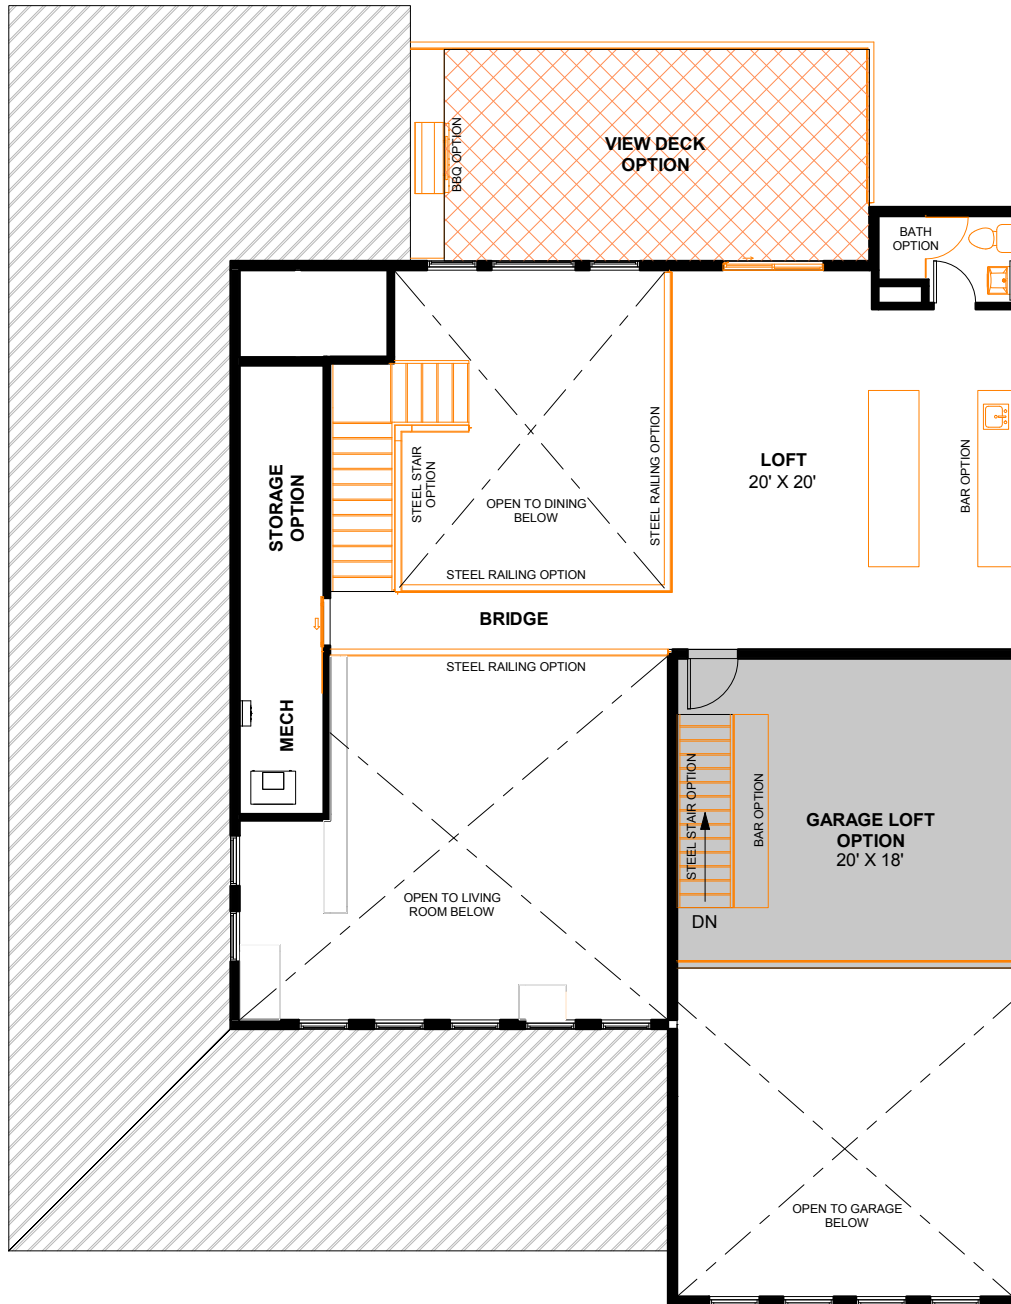 VIEW DECK
OPTION
BBQ OPTION
BATH
OPTION
STORAGE
OPTION
STEEL STAIR
OPTION
OPEN TO DINING
BELOW
STEEL RAILING OPTION
LOFT
20' X 20'
BAR OPTION
STEEL RAILING OPTION
BRIDGE
STEEL RAILING OPTION
MECH
OPEN TO LIVING
ROOM BELOW
STEEL STAIR OPTION
BAR OPTION
GARAGE LOFT
OPTION
20' X 18'
DN
OPEN TO GARAGE
BELOW